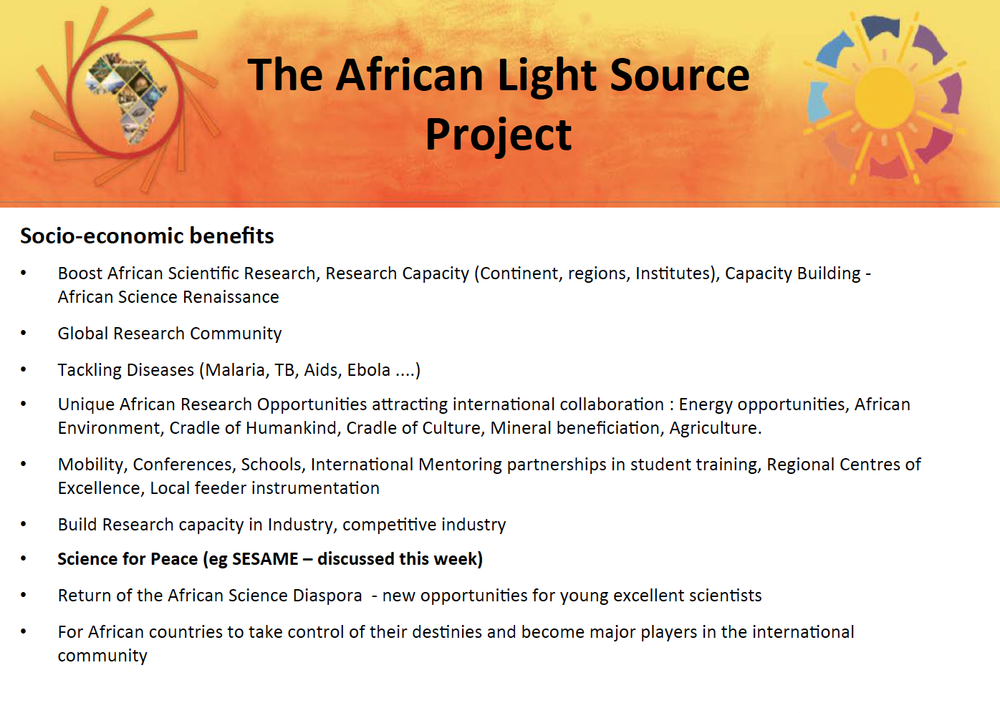 The African Light Source
Project
Socio-economic benefits
• Boost African Scientific Research, Research Capacity (Continent, regions, Institutes), Capacity Building -
African Science Renaissance
• Global Research Community
• Tackling Diseases (Malaria, TB, Aids, Ebola ....)
• Unique African Research Opportunities attracting international collaboration : Energy opportunities, African
Environment, Cradle of Humankind, Cradle of Culture, Mineral beneficiation, Agriculture.
• Mobility, Conferences, Schools, International Mentoring partnerships in student training, Regional Centres of
Excellence, Local feeder instrumentation
• Build Research capacity in Industry, competitive industry
• Science for Peace (eg SESAME – discussed this week)
• Return of the African Science Diaspora - new opportunities for young excellent scientists
• For African countries to take control of their destinies and become major players in the international
community